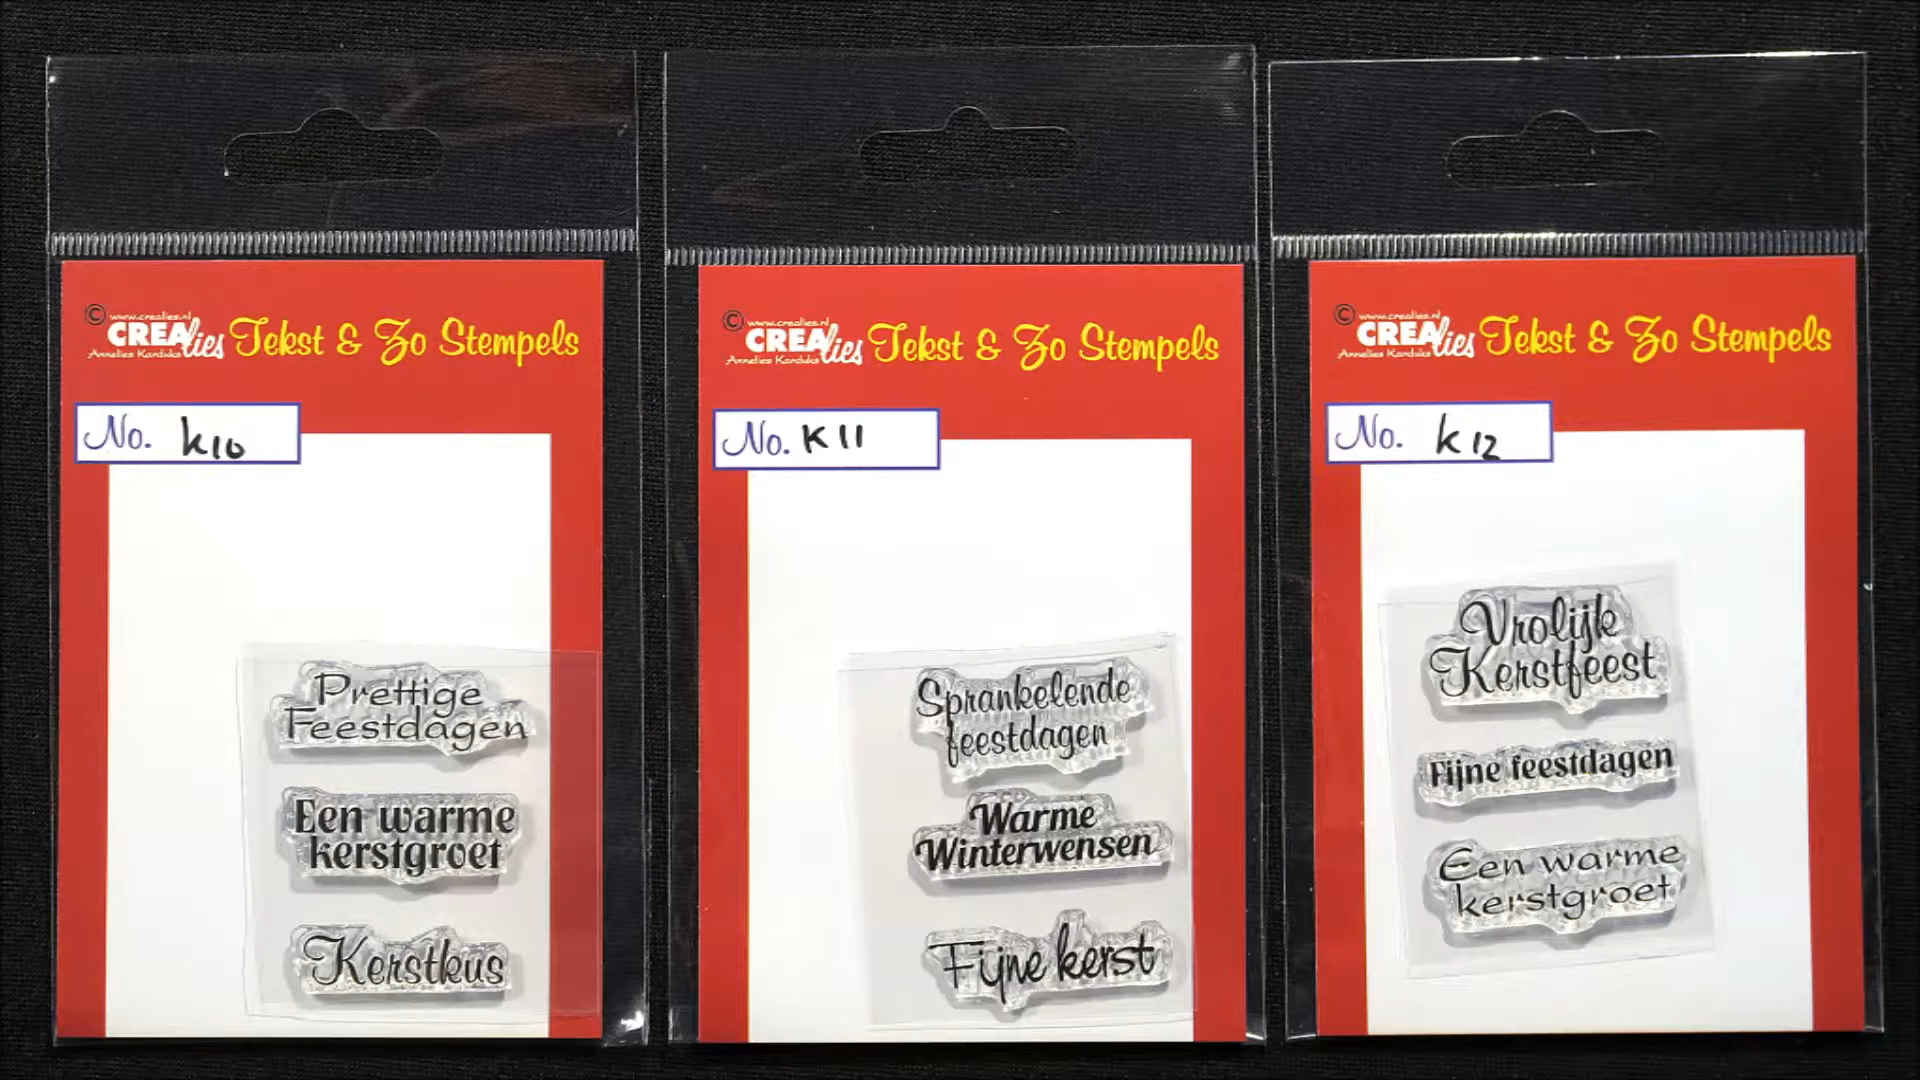 © www.crealies.nl
CREAlies Tekst & Zo Stempels
Annelies Karduks
No. K10
Prettige
Feestdagen
Een warme
kerstgroet
Kerstkus
© www.crealies.nl
CREAlies Tekst & Zo Stempels
Annelies Karduks
No. K11
Sprankelende
feestdagen
Warme
Winterwensen
Fijne kerst
© www.crealies.nl
CREAlies Tekst & Zo Stempels
Annelies Karduks
No. K12
Vrolijk
Kerstfeest
Fijne feestdagen
Een warme
kerstgroet